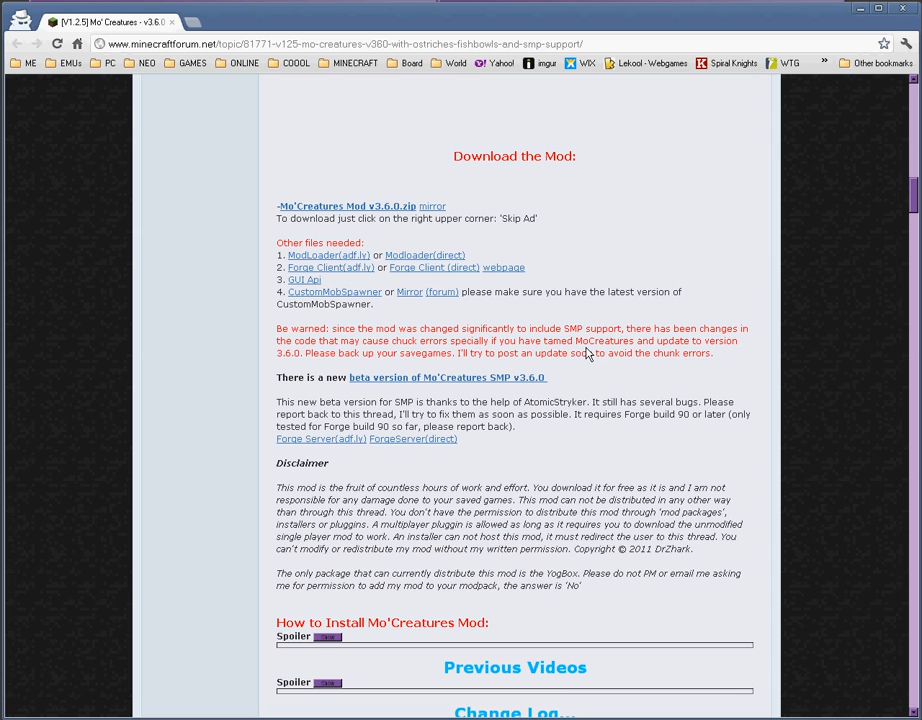 [V1.2.5] Mo' Creatures - v3.6.0
www.minecraftforum.net/topic/81771-v125-mo-creatures-v360-with-ostriches-fishbowls-and-smp-support/
ME EMUs PC NEO GAMES ONLINE COOOL MINECRAFT Board World Yahoo! imgur WIX Lekool - Webgames Spiral Knights WTG » Other bookmarks
Download the Mod:
-Mo'Creatures Mod v3.6.0.zip mirror
To download just click on the right upper corner: 'Skip Ad'
Other files needed:
1. ModLoader(adf.ly) or Modloader(direct)
2. Forge Client(adf.ly) or Forge Client (direct) webpage
3. GUI Api
4. CustomMobSpawner or Mirror (forum) please make sure you have the latest version of
CustomMobSpawner.
Be warned: since the mod was changed significantly to include SMP support, there has been changes in
the code that may cause chuck errors specially if you have tamed MoCreatures and update to version
3.6.0. Please back up your savegames. I'll try to post an update soon to avoid the chunk errors.
There is a new beta version of Mo'Creatures SMP v3.6.0
This new beta version for SMP is thanks to the help of AtomicStryker. It still has several bugs. Please
report back to this thread, I'll try to fix them as soon as possible. It requires Forge build 90 or later (only
tested for Forge build 90 so far, please report back).
Forge Server(adf.ly) ForgeServer(direct)
Disclaimer
This mod is the fruit of countless hours of work and effort. You download it for free as it is and I am not
responsible for any damage done to your saved games. This mod can not be distributed in any other way
than through this thread. You don't have the permission to distribute this mod through 'mod packages',
installers or pluggins. A multiplayer pluggin is allowed as long as it requires you to download the unmodified
single player mod to work. An installer can not host this mod, it must redirect the user to this thread. You
can't modify or redistribute my mod without my written permission. Copyright © 2011 DrZhark.
The only package that can currently distribute this mod is the YogBox. Please do not PM or email me asking
me for permission to add my mod to your modpack, the answer is 'No'
How to Install Mo'Creatures Mod:
Spoiler Show
Previous Videos
Spoiler Show
Change Log...